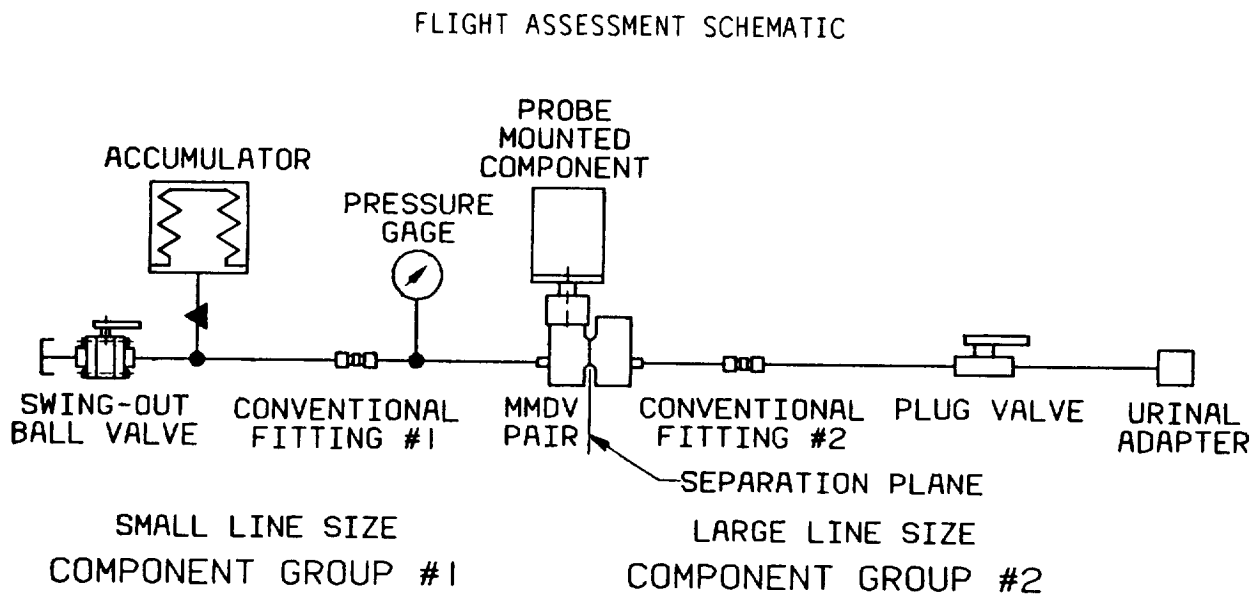 FLIGHT ASSESSMENT SCHEMATIC
ACCUMULATOR
PRESSURE
GAGE
PROBE
MOUNTED
COMPONENT
SWING-OUT
BALL VALVE
CONVENTIONAL
FITTING #1
MMDV
PAIR
CONVENTIONAL
FITTING #2
PLUG VALVE
URINAL
ADAPTER
SEPARATION PLANE
SMALL LINE SIZE
COMPONENT GROUP #1
LARGE LINE SIZE
COMPONENT GROUP #2